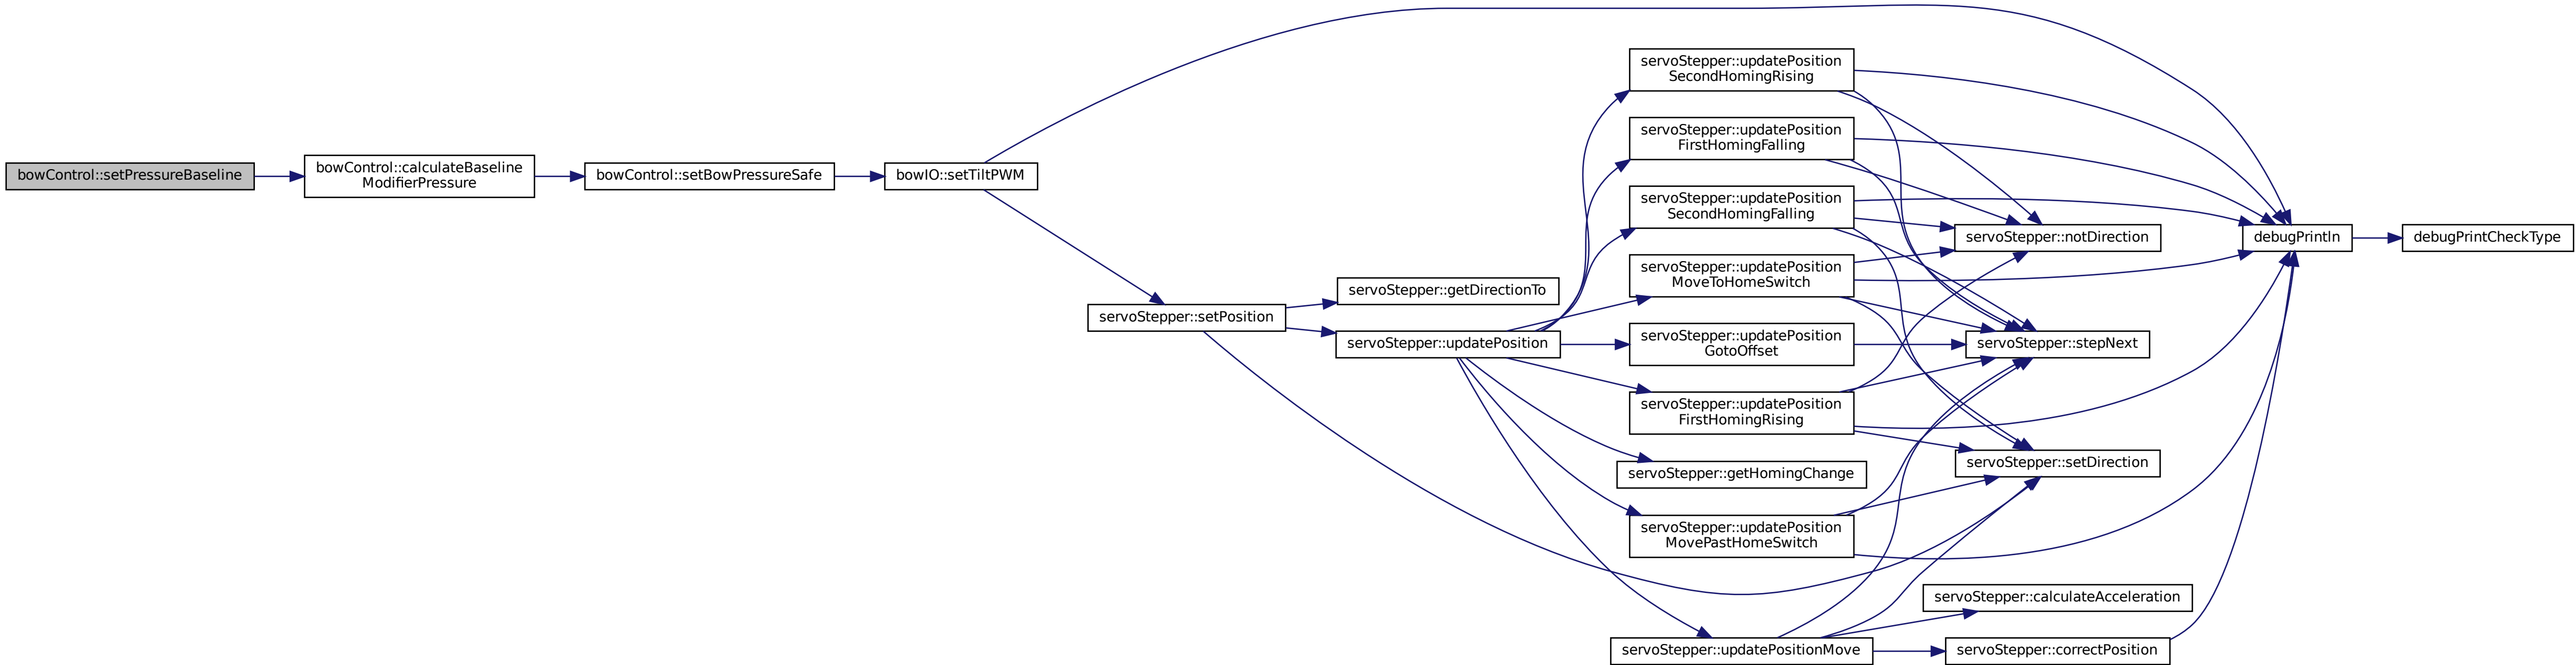 bowControl::setPressureBaseline
bowControl::calculateBaseline
ModifierPressure
bowControl::setBowPressureSafe
bowIO::setTiltPWM
servoStepper::setPosition
servoStepper::getDirectionTo
servoStepper::updatePosition
servoStepper::updatePosition
SecondHomingRising
servoStepper::updatePosition
FirstHomingFalling
servoStepper::updatePosition
SecondHomingFalling
servoStepper::updatePosition
MoveToHomeSwitch
servoStepper::updatePosition
GotoOffset
servoStepper::updatePosition
FirstHomingRising
servoStepper::getHomingChange
servoStepper::updatePosition
MovePastHomeSwitch
servoStepper::updatePositionMove
servoStepper::notDirection
servoStepper::stepNext
servoStepper::setDirection
servoStepper::calculateAcceleration
servoStepper::correctPosition
debugPrintln
debugPrintCheckType